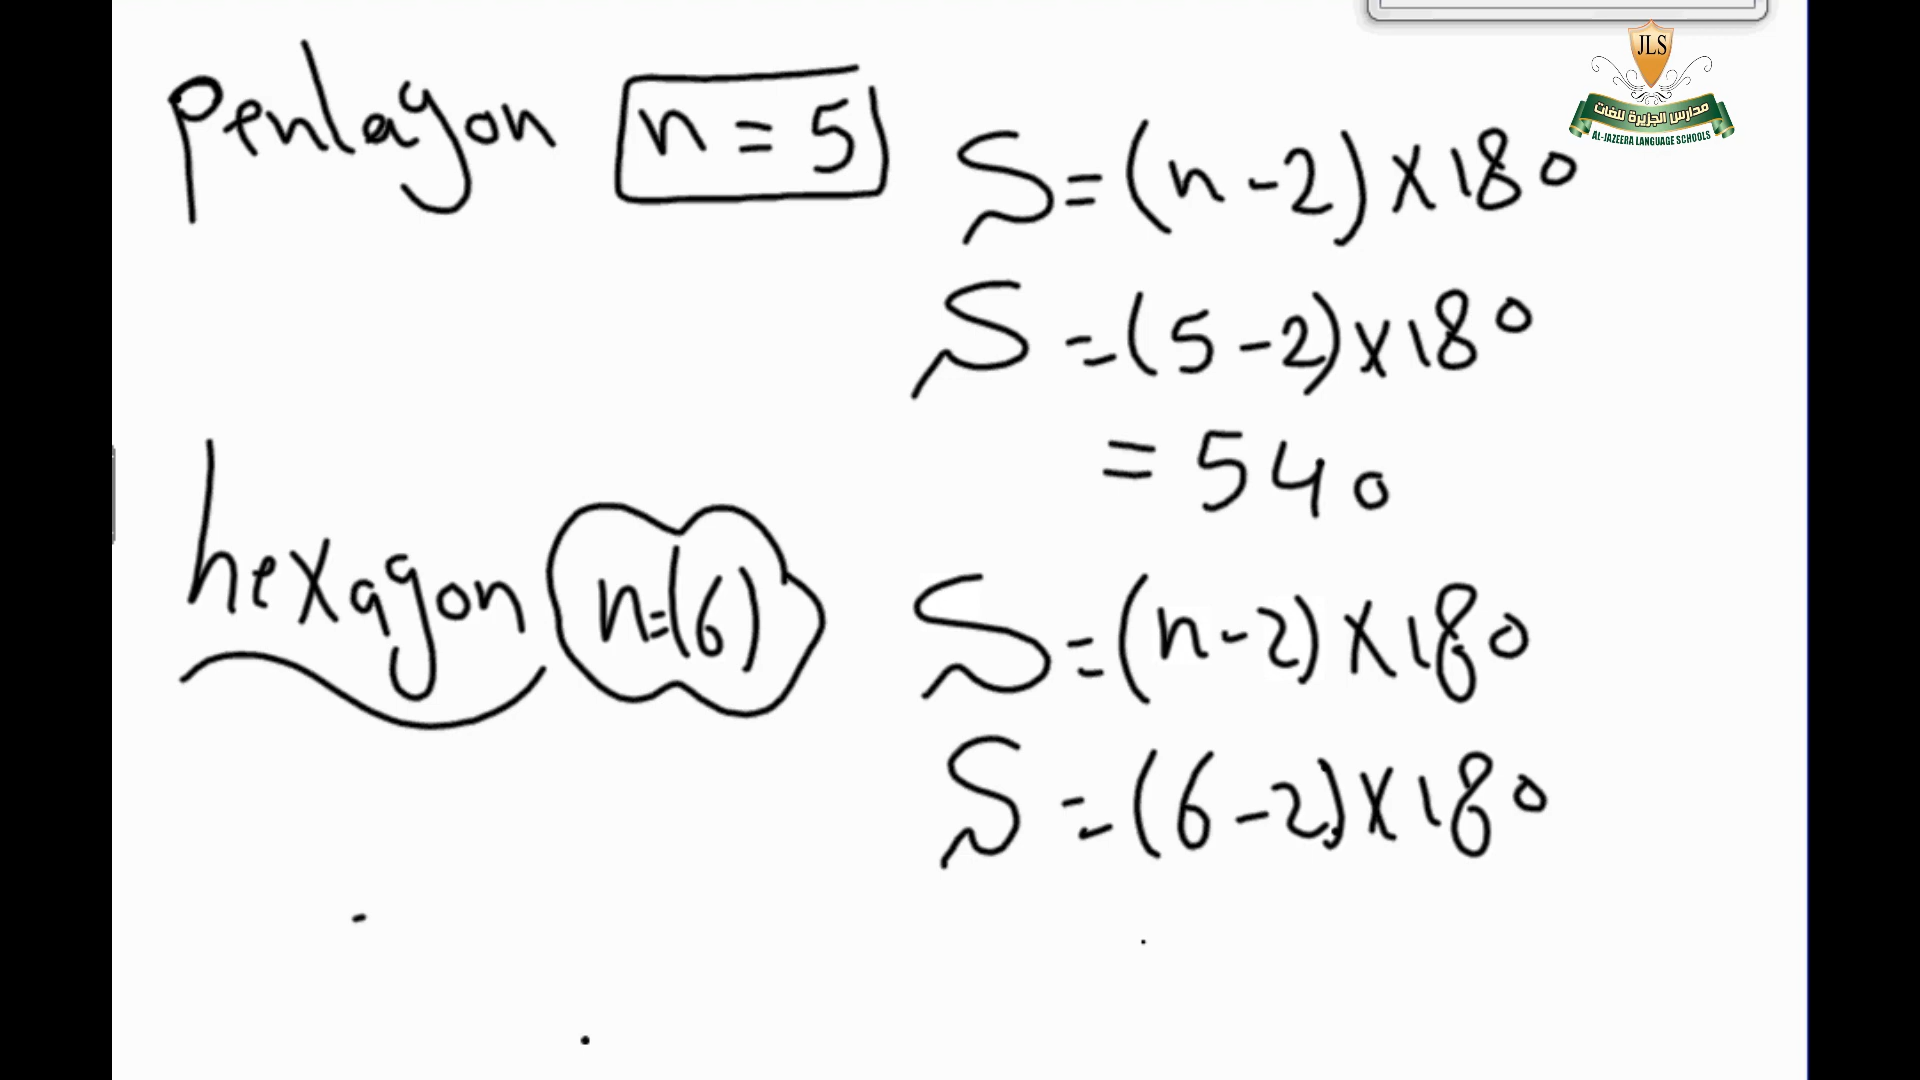 JLS
مدارس الجزيرة للغات
AL-JAZEERA LANGUAGE SCHOOLS
pentagon n = 5
S = (n - 2) × 180
S = (5 - 2) × 180
= 540
hexagon n = (6)
S = (n - 2) × 180
S = (6 - 2) × 180